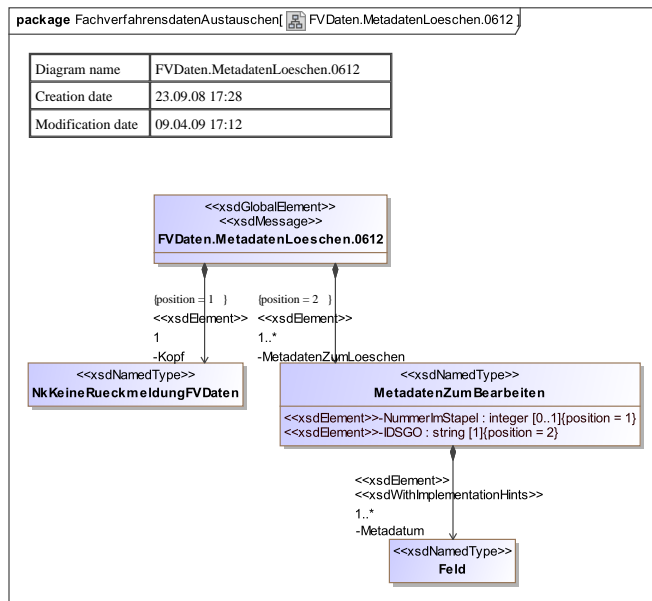 package FachverfahrensdatenAustauschen[ FVDaten.MetadatenLoeschen.0612 ]
Diagram name FVDaten.MetadatenLoeschen.0612
Creation date 23.09.08 17:28
Modification date 09.04.09 17:12
<<xsdGlobalElement>>
<<xsdMessage>>
FVDaten.MetadatenLoeschen.0612
{position = 1 }
<<xsdElement>>
1
-Kopf
{position = 2 }
<<xsdElement>>
1..*
-MetadatenZumLoeschen
<<xsdNamedType>>
NkKeineRueckmeldungFVDaten
<<xsdNamedType>>
MetadatenZumBearbeiten
<<xsdElement>>-NummerImStapel : integer [0..1]{position = 1}
<<xsdElement>>-IDSGO : string [1]{position = 2}
<<xsdElement>>
<<xsdWithImplementationHints>>
1..*
-Metadatum
<<xsdNamedType>>
Feld